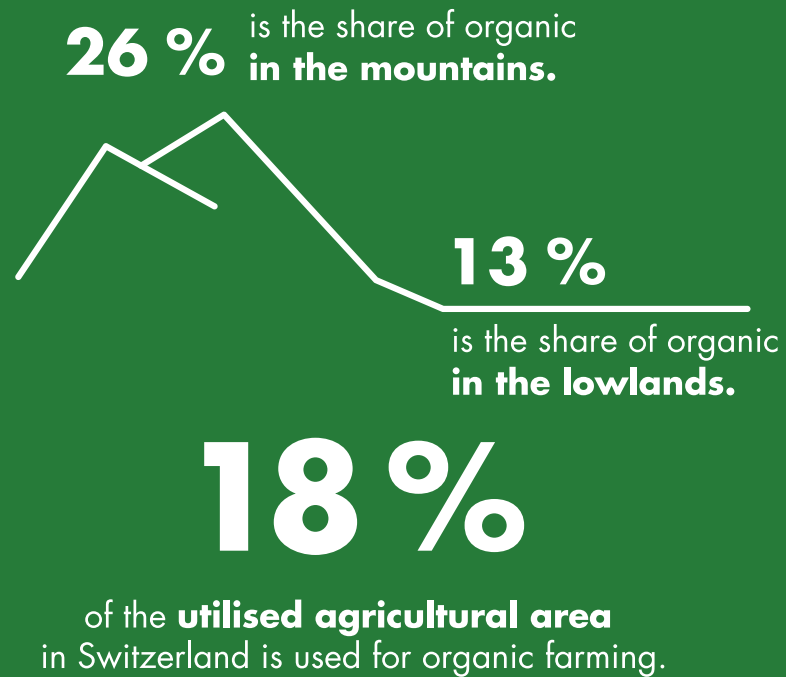 26 %
is the share of organic
in the mountains.
13 %
is the share of organic
in the lowlands.
18 %
of the utilised agricultural area
in Switzerland is used for organic farming.